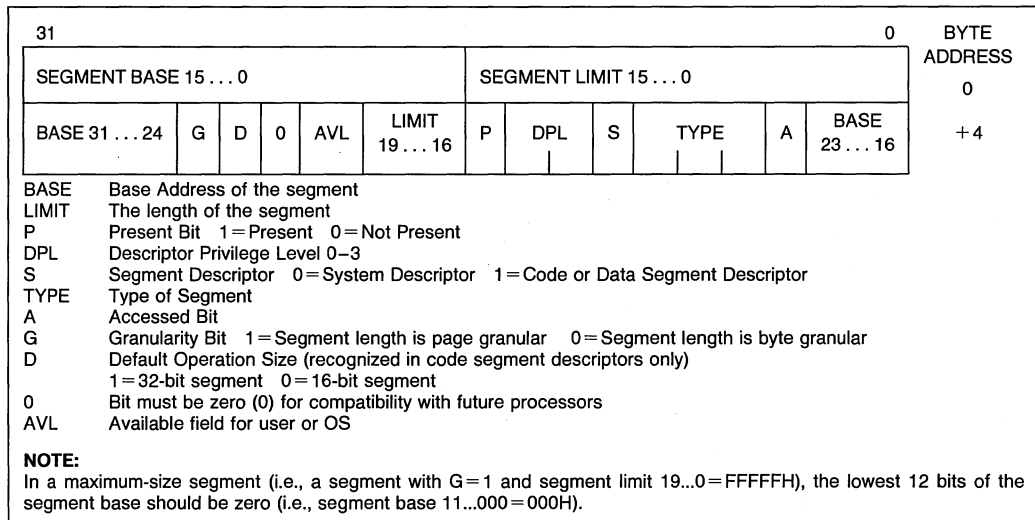 31 0 BYTE
ADDRESS
SEGMENT BASE 15 . . . 0 SEGMENT LIMIT 15 . . . 0 0
BASE 31 . . . 24 G D 0 AVL LIMIT
19 . . . 16 P DPL S TYPE A BASE
23 . . . 16 +4
BASE Base Address of the segment
LIMIT The length of the segment
P Present Bit 1=Present 0=Not Present
DPL Descriptor Privilege Level 0–3
S Segment Descriptor 0=System Descriptor 1=Code or Data Segment Descriptor
TYPE Type of Segment
A Accessed Bit
G Granularity Bit 1=Segment length is page granular 0=Segment length is byte granular
D Default Operation Size (recognized in code segment descriptors only)
1=32-bit segment 0=16-bit segment
0 Bit must be zero (0) for compatibility with future processors
AVL Available field for user or OS
NOTE:
In a maximum-size segment (i.e., a segment with G=1 and segment limit 19...0=FFFFFH), the lowest 12 bits of the
segment base should be zero (i.e., segment base 11...000=000H).